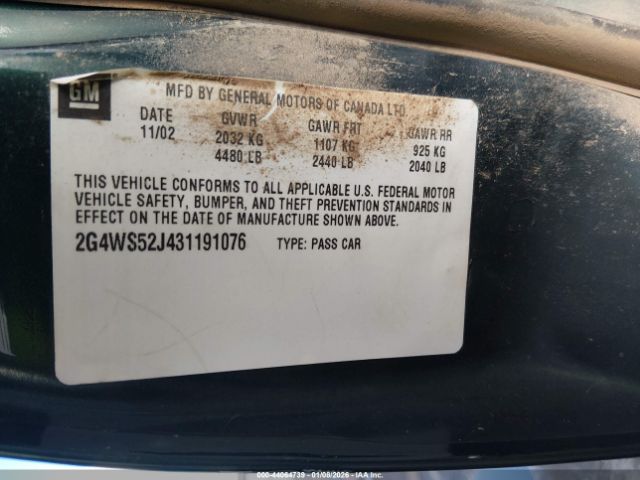 GM
MFD BY GENERAL MOTORS OF CANADA LTD
DATE GVWR GAWR FRT GAWR RR
11/02 2032 KG 1107 KG 925 KG
4480 LB 2440 LB 2040 LB
THIS VEHICLE CONFORMS TO ALL APPLICABLE U.S. FEDERAL MOTOR
VEHICLE SAFETY, BUMPER, AND THEFT PREVENTION STANDARDS IN
EFFECT ON THE DATE OF MANUFACTURE SHOWN ABOVE.
2G4WS52J431191076 TYPE: PASS CAR
000-44064739 - 01/08/2026 - IAA Inc.